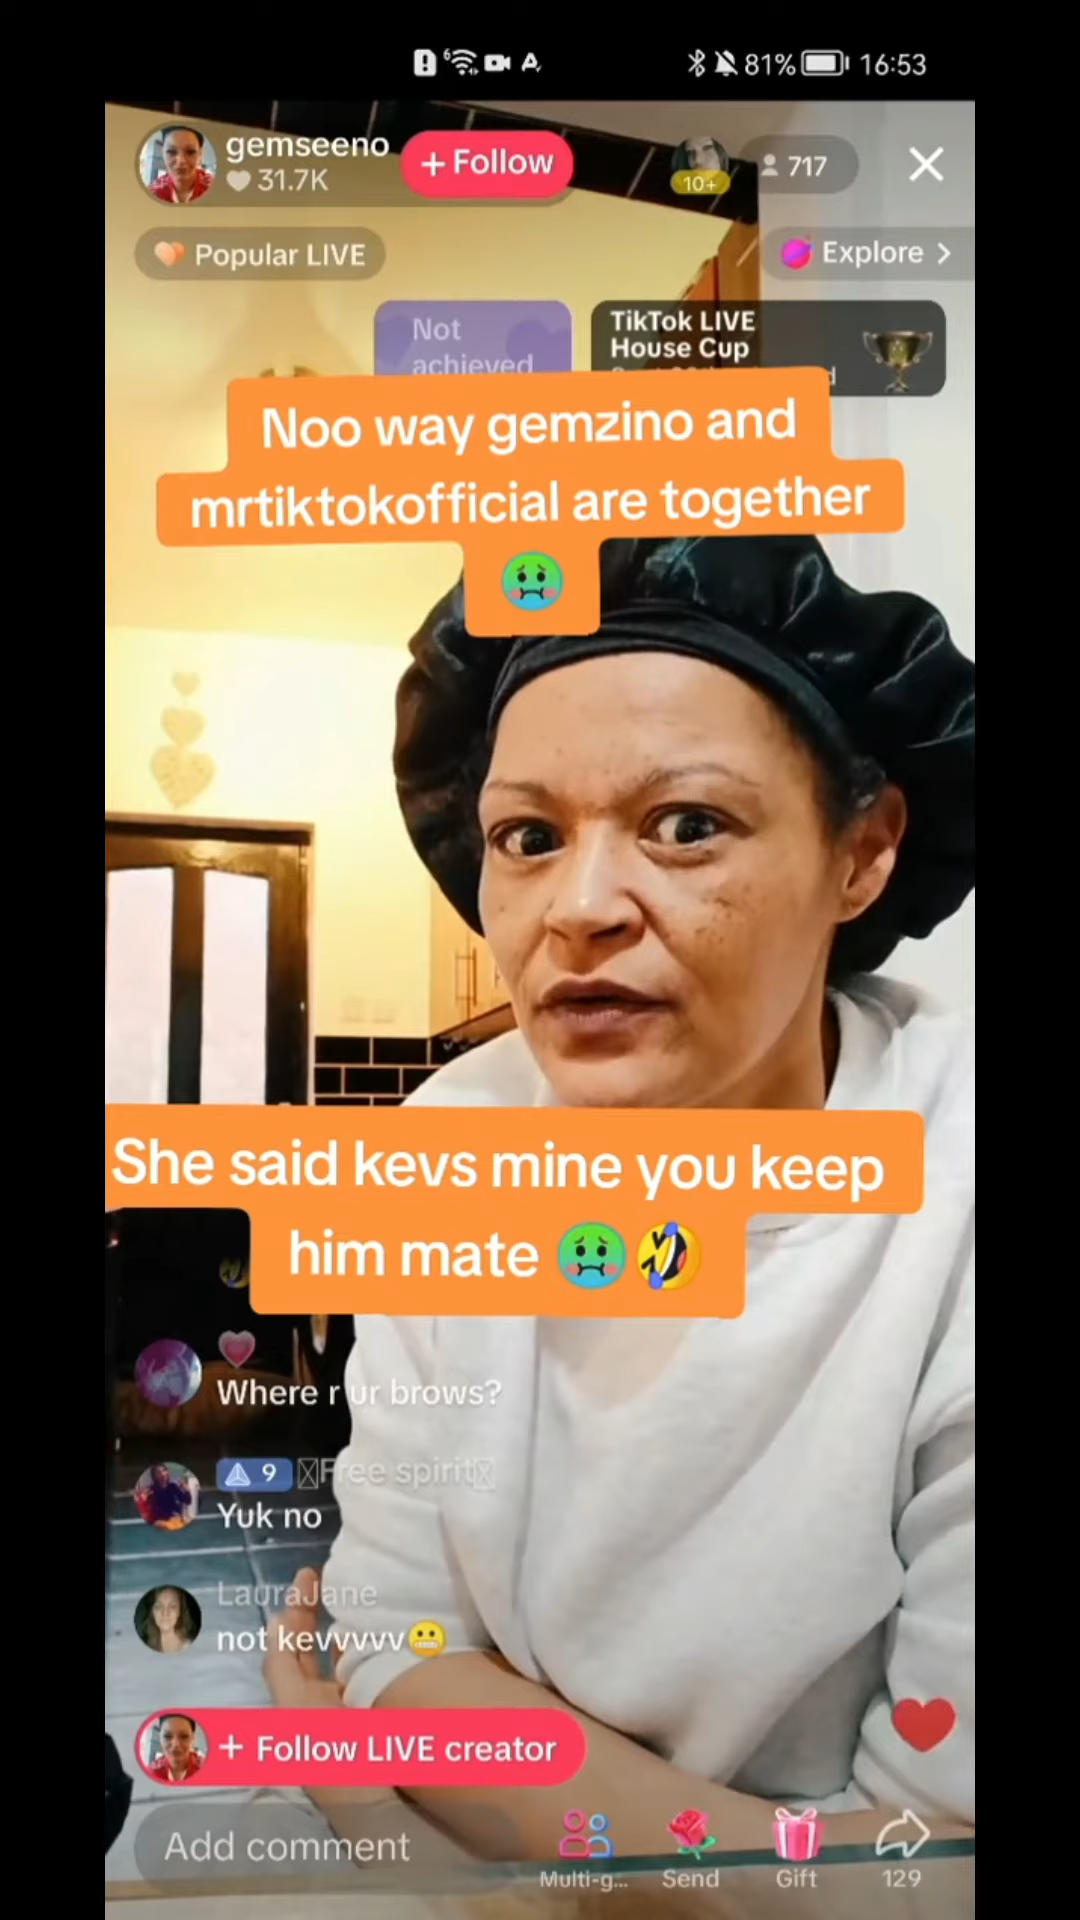 6
81%
16:53
gemseeno
+ Follow
31.7K
10+
717
Popular LIVE
Explore >
Not
achieved
TikTok LIVE
House Cup
Noo way gemzino and
mrtiktokofficial are together
🤢
She said kevs mine you keep
him mate 🤢🤣
Where r ur brows?
9 Free spirit
Yuk no
LauraJane
not kevvvvv😬
+ Follow LIVE creator
Add comment
Multi-g...
Send
Gift
129